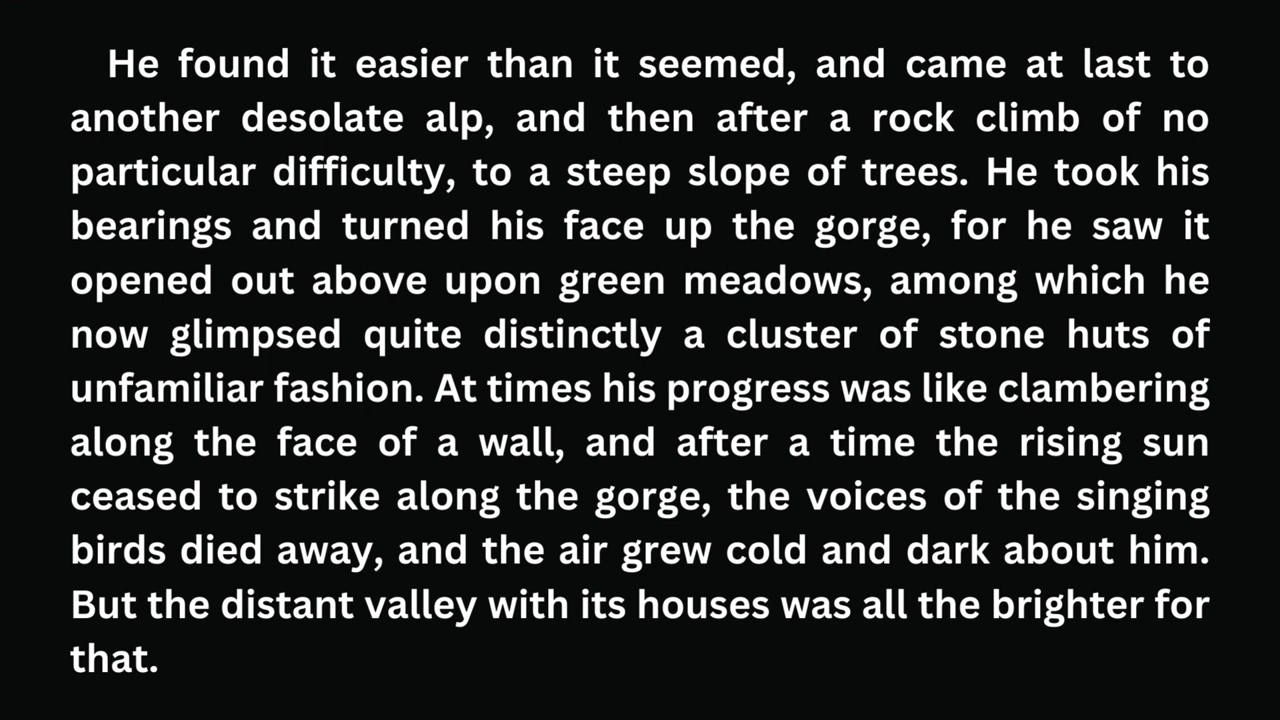 He found it easier than it seemed, and came at last to
another desolate alp, and then after a rock climb of no
particular difficulty, to a steep slope of trees. He took his
bearings and turned his face up the gorge, for he saw it
opened out above upon green meadows, among which he
now glimpsed quite distinctly a cluster of stone huts of
unfamiliar fashion. At times his progress was like clambering
along the face of a wall, and after a time the rising sun
ceased to strike along the gorge, the voices of the singing
birds died away, and the air grew cold and dark about him.
But the distant valley with its houses was all the brighter for
that.